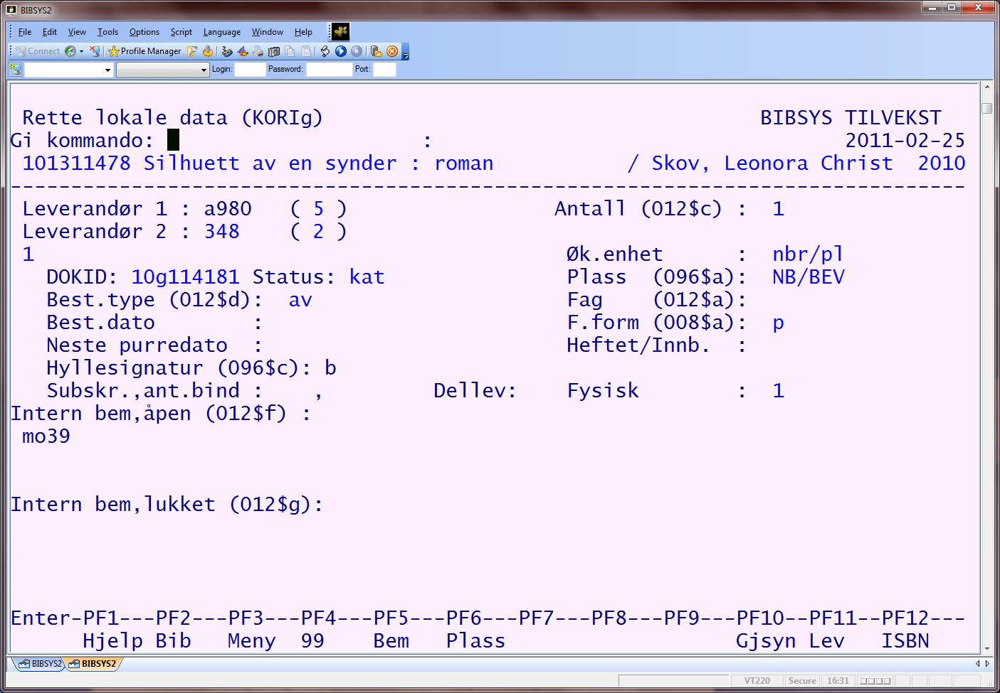 BIBSYS2
File Edit View Tools Options Script Language Window Help
Connect Profile Manager
Login: Password: Port:
Rette lokale data (KORIg) BIBSYS TILVEKST
Gi kommando: : 2011-02-25
101311478 Silhuett av en synder : roman / Skov, Leonora Christ 2010
-------------------------------------------------------------------------------
Leverandør 1 : a980 ( 5 ) Antall (012$c) : 1
Leverandør 2 : 348 ( 2 )
1 Øk.enhet : nbr/pl
DOKID: 10g114181 Status: kat Plass (096$a): NB/BEV
Best.type (012$d): av Fag (012$a):
Best.dato : F.form (008$a): p
Neste purredato : Heftet/Innb. :
Hyllesignatur (096$c): b
Subskr.,ant.bind : , Dellev: Fysisk : 1
Intern bem,åpen (012$f) :
mo39
Intern bem,lukket (012$g):
Enter-PF1---PF2---PF3---PF4---PF5---PF6---PF7---PF8---PF9---PF10--PF11--PF12---
Hjelp Bib Meny 99 Bem Plass Gjsyn Lev ISBN
BIBSYS2 BIBSYS2
VT220 Secure 16:31